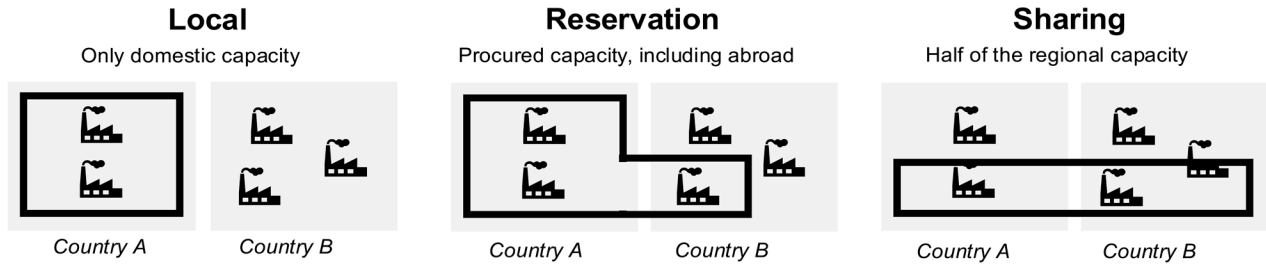 Local
Only domestic capacity
Country A
Country B
Reservation
Procured capacity, including abroad
Country A
Country B
Sharing
Half of the regional capacity
Country A
Country B